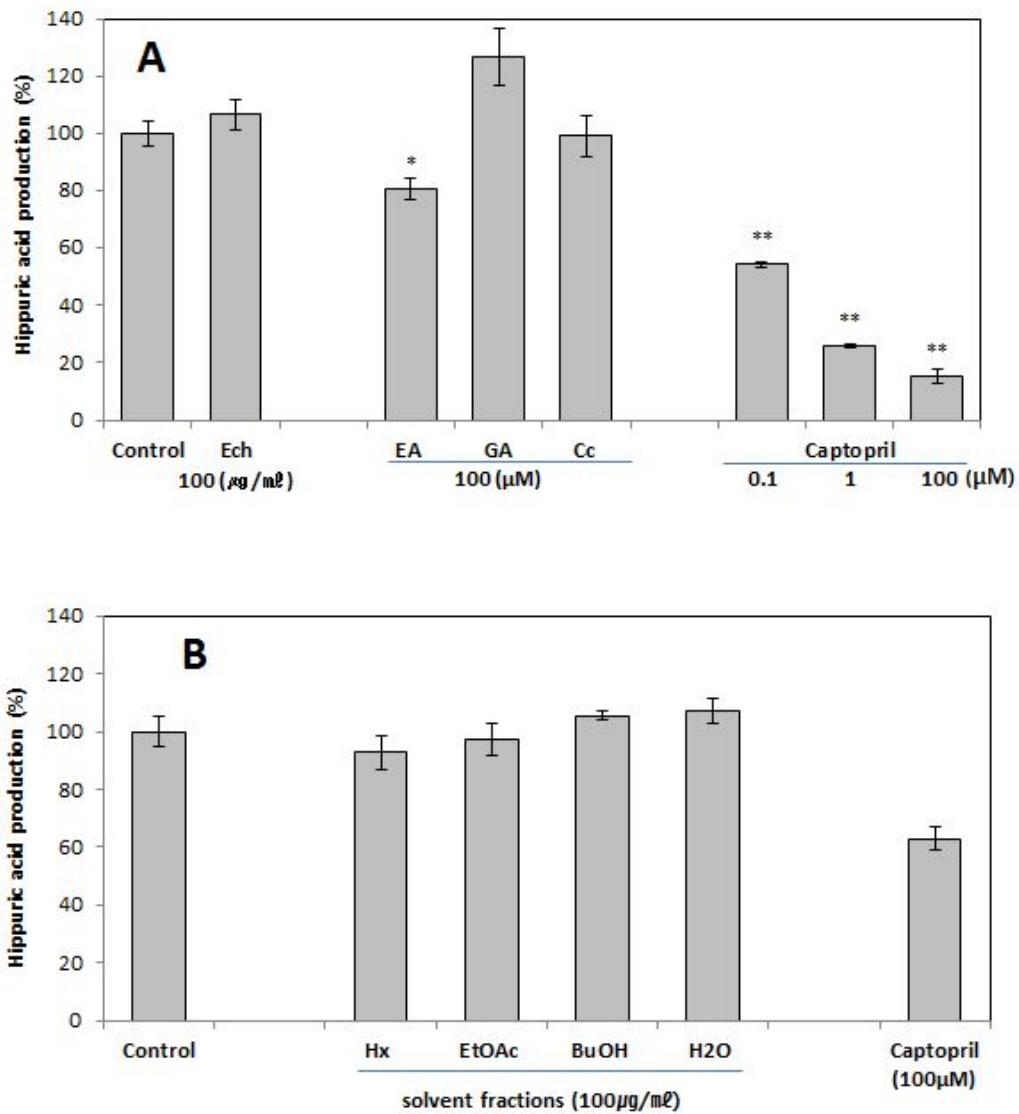 A
Hippuric acid production (%)
140
120
100
80
60
40
20
0
*
**
**
**
Control Ech EA GA Cc Captopril
100 (㎍/㎖) 100 (μM) 0.1 1 100 (μM)
B
Hippuric acid production (%)
140
120
100
80
60
40
20
0
Control Hx EtOAc BuOH H2O Captopril
(100μM)
solvent fractions (100㎍/㎖)